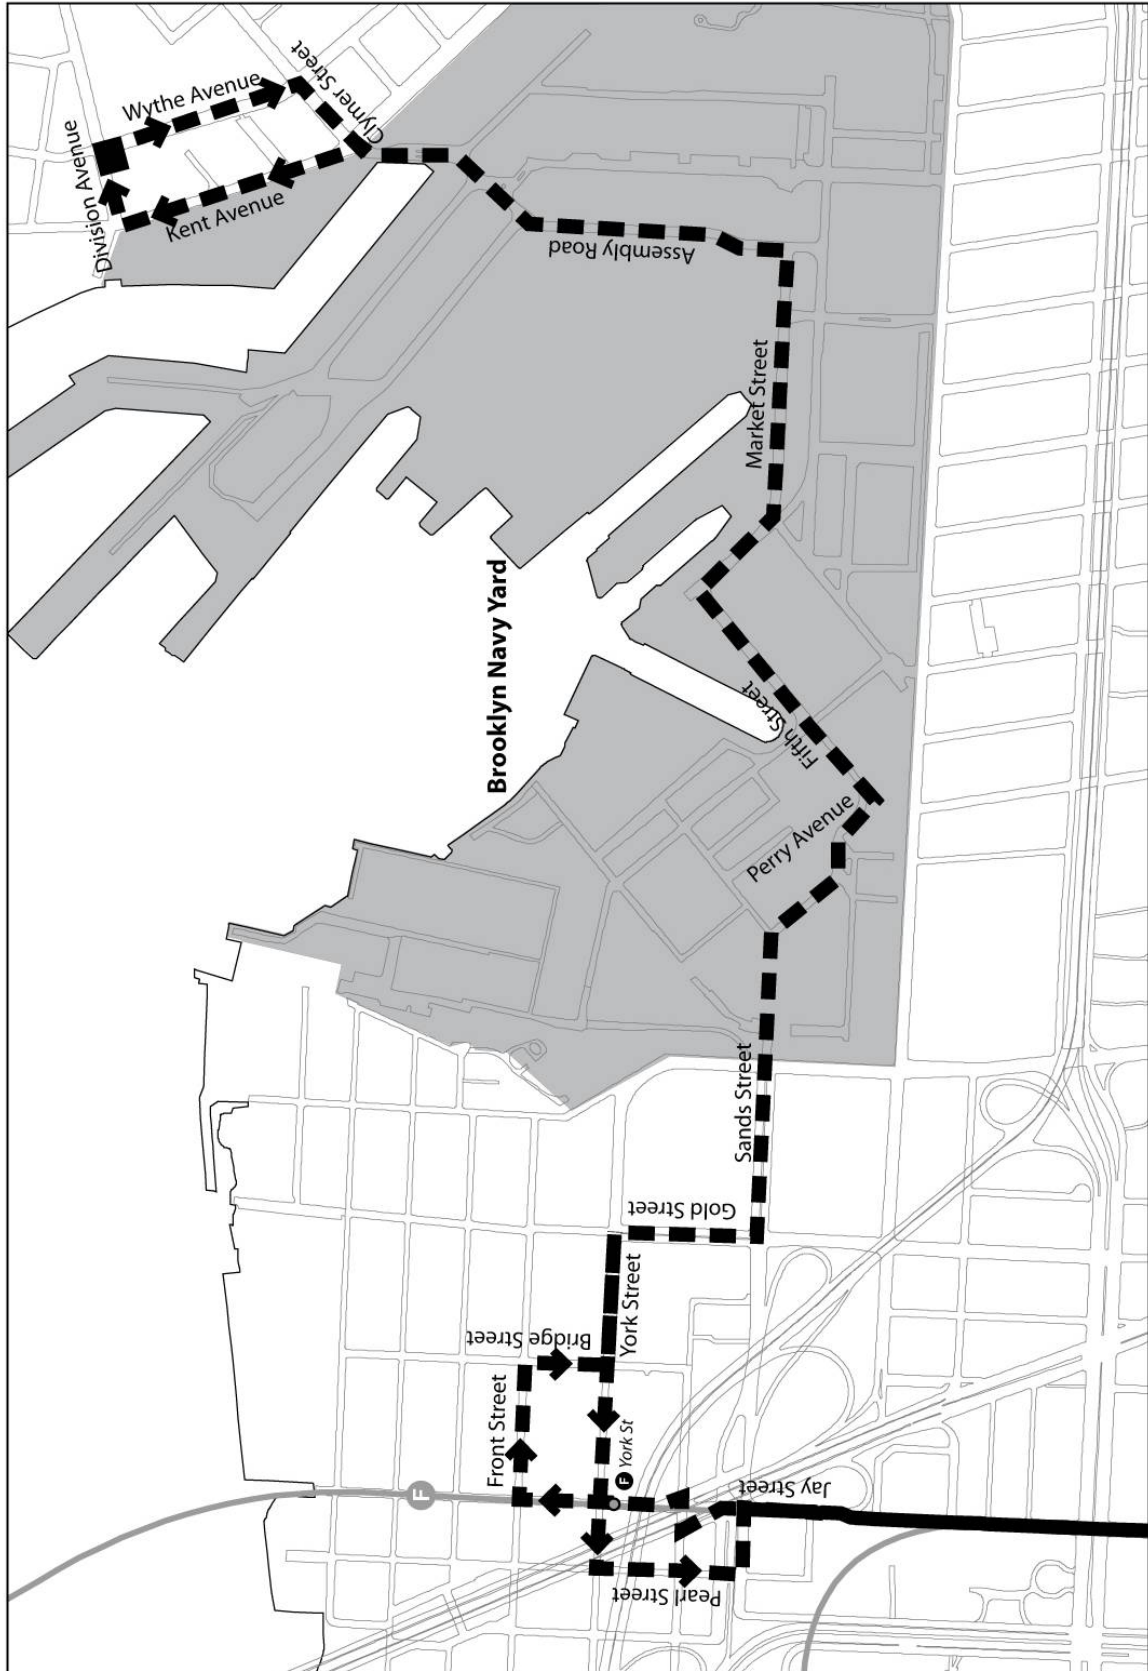 Division Avenue
Wythe Avenue
Clymer Street
Kent Avenue
Assembly Road
Market Street
Brooklyn Navy Yard
Fifth Street
Perry Avenue
Sands Street
Gold Street
York Street
Bridge Street
Front Street
F York St
F
Jay Street
Pearl Street